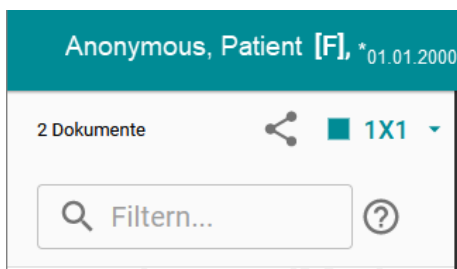 Anonymous, Patient [F], *01.01.2000
2 Dokumente 1X1
Filtern...